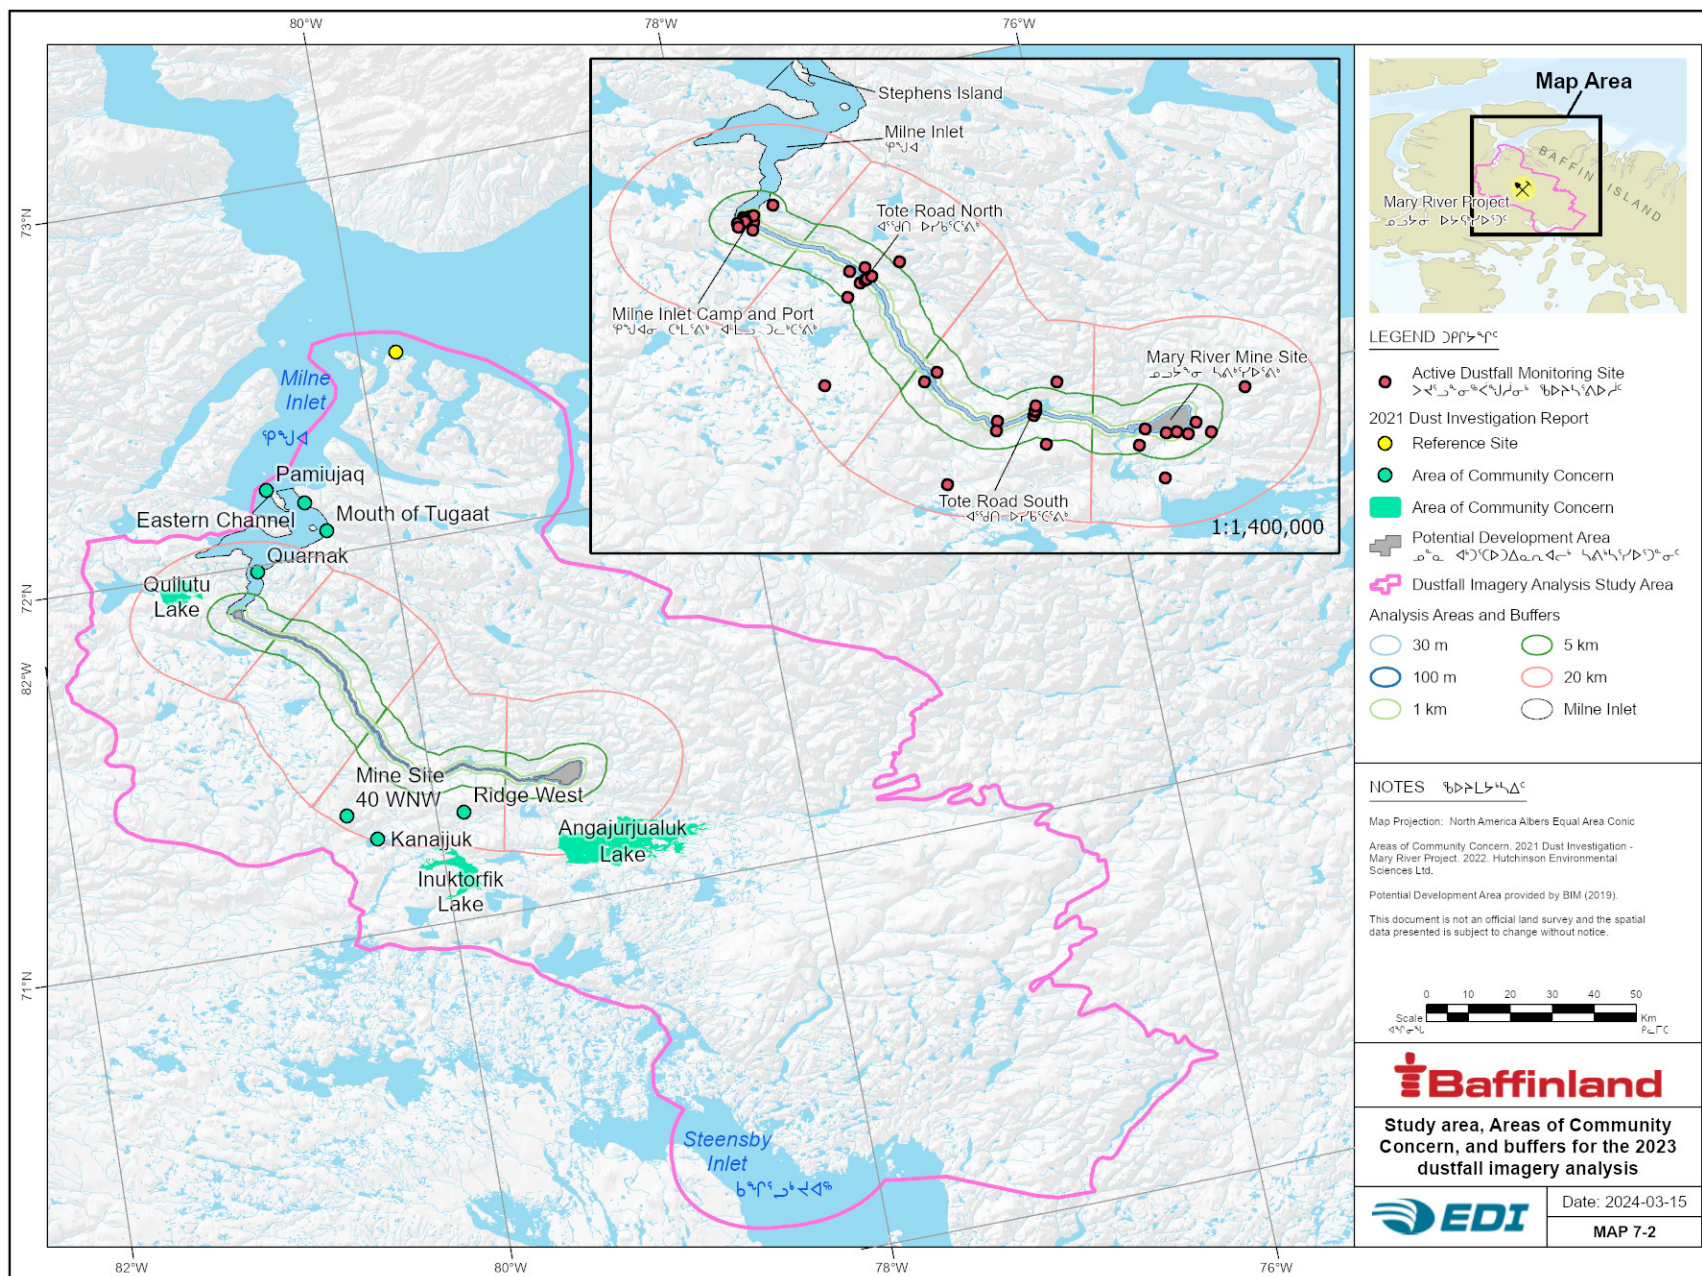 80°W
78°W
76°W
73°N
72°N
82°W
71°N
82°W
80°W
78°W
76°W
Stephens Island
Milne Inlet
ᕿᖕᒍᐊ
Tote Road North
Milne Inlet Camp and Port
Mary River Mine Site
Tote Road South
1:1,400,000
Milne
Inlet
ᕿᖕᒍᐊ
Pamiujaq
Eastern Channel
Mouth of Tugaat
Quarnak
Quilutu
Lake
Mine Site
40 WNW
Ridge West
Kanajjuk
Angajurjualuk
Lake
Inuktorfik
Lake
Steensby
Inlet
Map Area
BAFFIN ISLAND
Mary River Project
LEGEND
Active Dustfall Monitoring Site
2021 Dust Investigation Report
Reference Site
Area of Community Concern
Area of Community Concern
Potential Development Area
Dustfall Imagery Analysis Study Area
Analysis Areas and Buffers
30 m
5 km
100 m
20 km
1 km
Milne Inlet
NOTES
Map Projection: North America Albers Equal Area Conic
Areas of Community Concern. 2021 Dust Investigation -
Mary River Project. 2022. Hutchinson Environmental
Sciences Ltd.
Potential Development Area provided by BIM (2019).
This document is not an official land survey and the spatial
data presented is subject to change without notice.
0 10 20 30 40 50
Scale
Km
Baffinland
Study area, Areas of Community
Concern, and buffers for the 2023
dustfall imagery analysis
EDI
Date: 2024-03-15
MAP 7-2